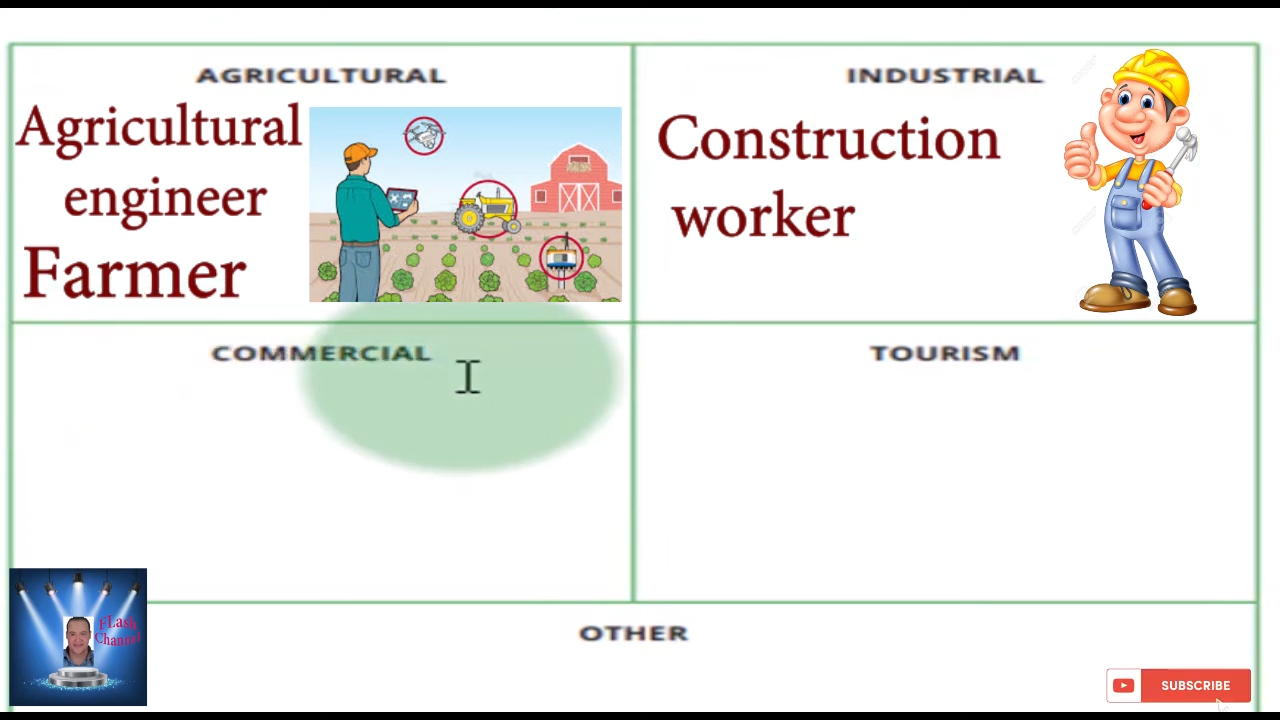 AGRICULTURAL
Agricultural
engineer
Farmer
INDUSTRIAL
Construction
worker
COMMERCIAL
TOURISM
OTHER
FLash
Channel
SUBSCRIBE